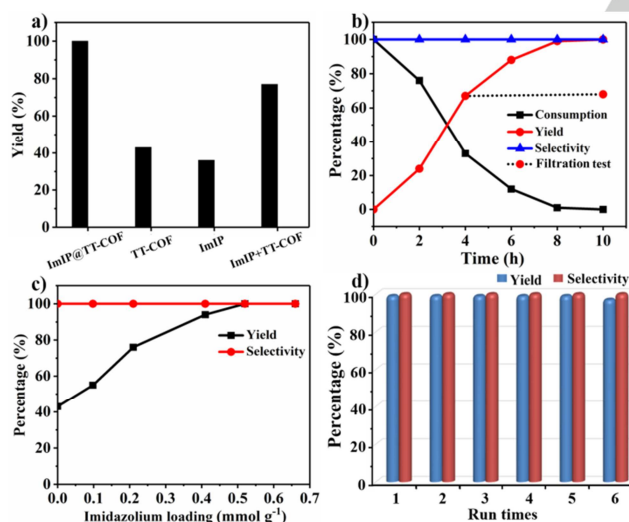 a)
100
80
60
40
20
0
Yield (%)
ImIP@TT-COF
TT-COF
ImIP
ImIP+TT-COF
b)
100
80
60
40
20
0
Percentage (%)
Consumption
Yield
Selectivity
Filtration test
0 2 4 6 8 10
Time (h)
c)
120
100
80
60
40
20
0
Percentage (%)
Yield
Selectivity
0.0 0.1 0.2 0.3 0.4 0.5 0.6 0.7
Imidazolium loading (mmol g-1)
d)
Yield Selectivity
100
80
60
40
20
0
Percentage (%)
1 2 3 4 5 6
Run times